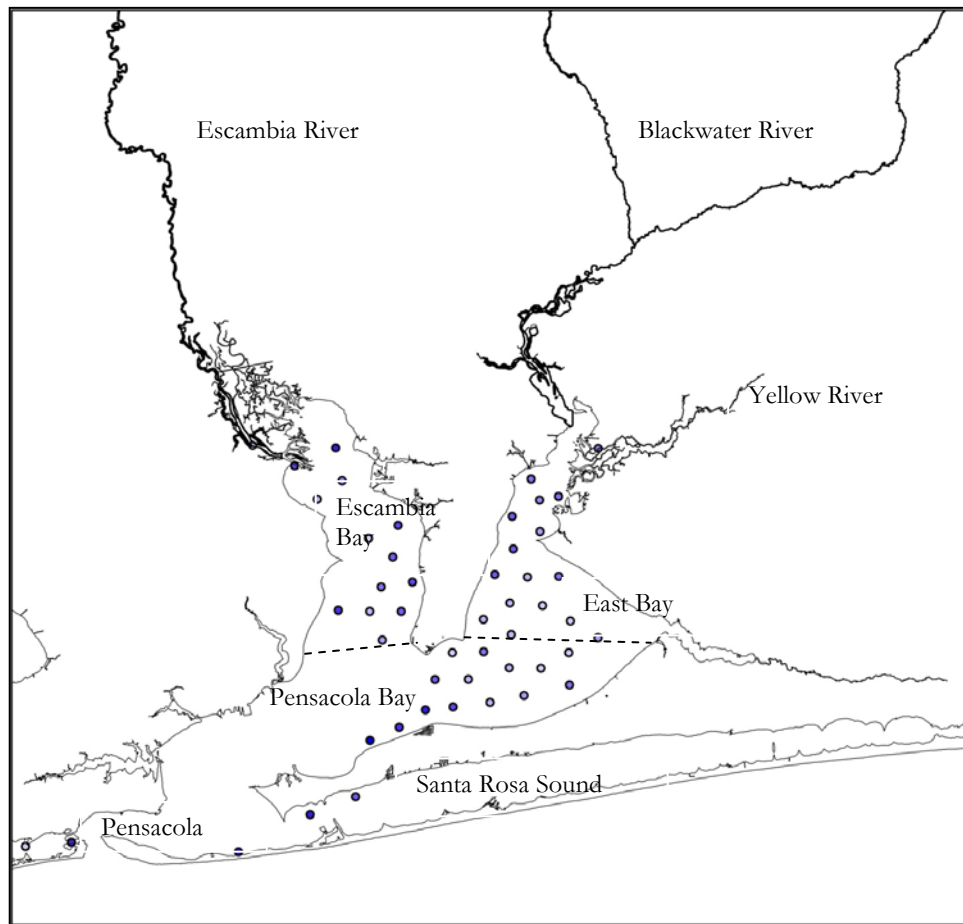 Escambia River
Blackwater River
Yellow River
Escambia
Bay
East Bay
Pensacola Bay
Santa Rosa Sound
Pensacola